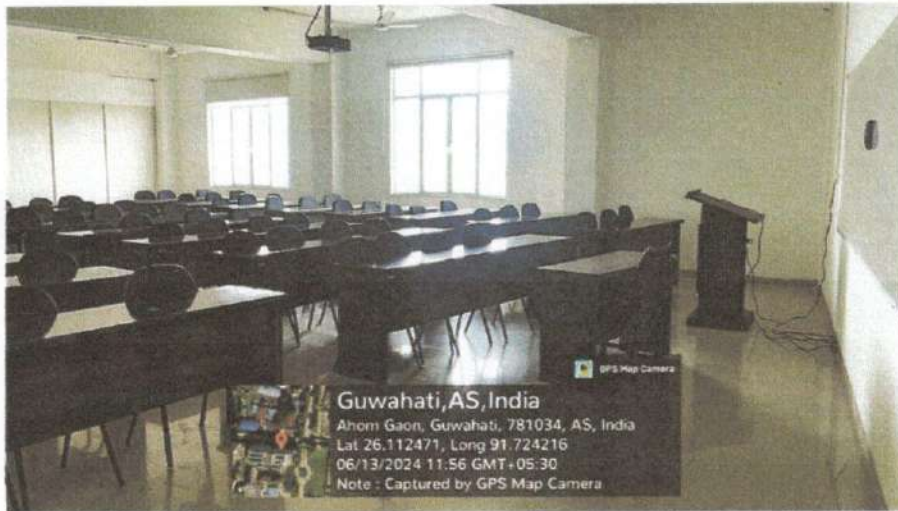 GPS Map Camera
Guwahati,AS,India
Ahom Gaon, Guwahati, 781034, AS, India
Lat 26.112471, Long 91.724216
06/13/2024 11:56 GMT+05:30
Note : Captured by GPS Map Camera